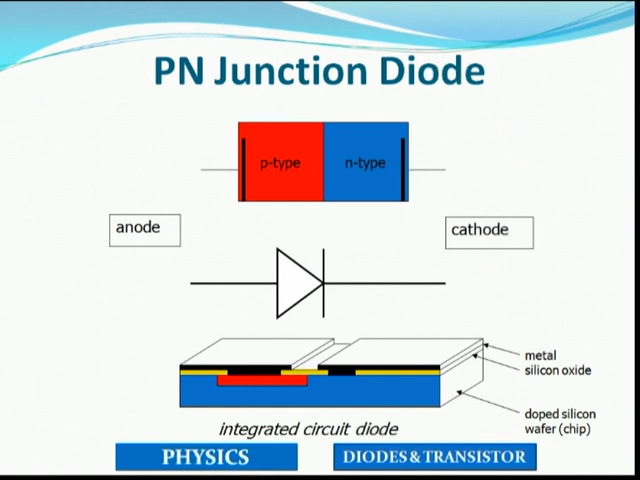 PN Junction Diode
p-type
n-type
anode
cathode
metal
silicon oxide
doped silicon
wafer (chip)
integrated circuit diode
PHYSICS
DIODES & TRANSISTOR